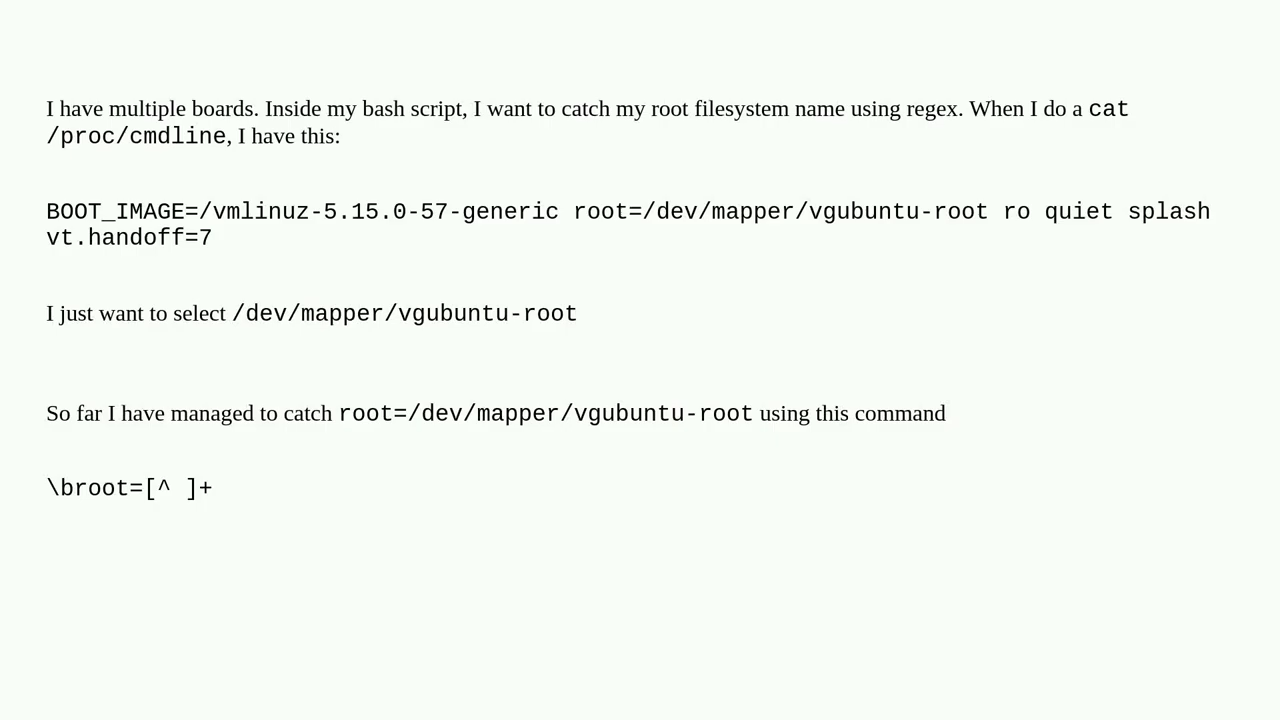 I have multiple boards. Inside my bash script, I want to catch my root filesystem name using regex. When I do a cat
/proc/cmdline, I have this:
BOOT_IMAGE=/vmlinuz-5.15.0-57-generic root=/dev/mapper/vgubuntu-root ro quiet splash
vt.handoff=7
I just want to select /dev/mapper/vgubuntu-root
So far I have managed to catch root=/dev/mapper/vgubuntu-root using this command
\broot=[^ ]+